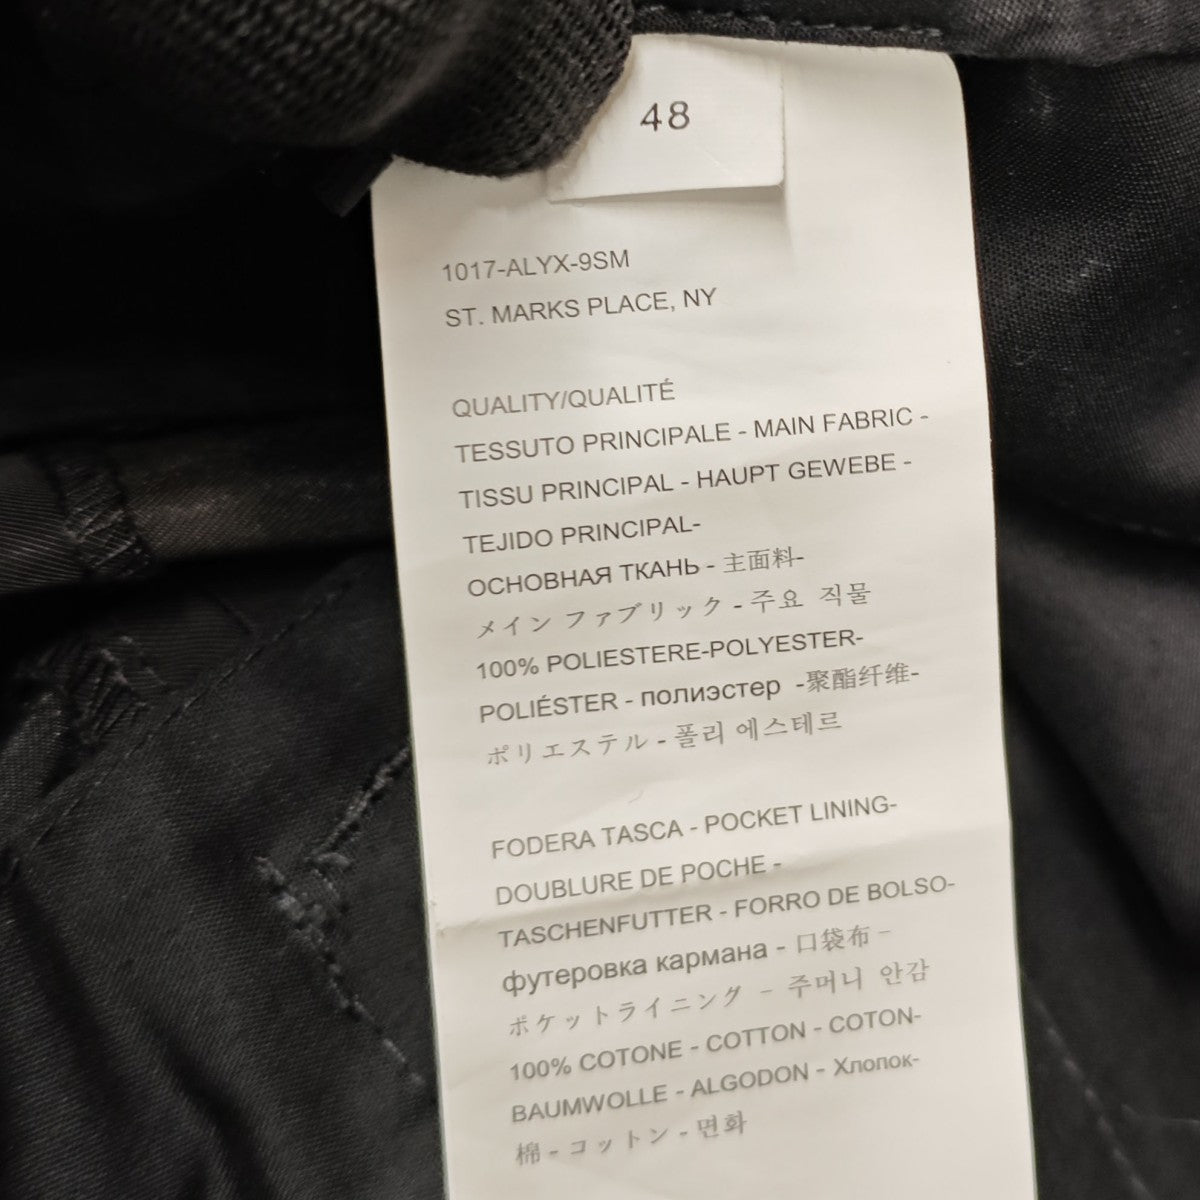 48
1017-ALYX-9SM
ST. MARKS PLACE, NY
QUALITY/QUALITÉ
TESSUTO PRINCIPALE - MAIN FABRIC -
TISSU PRINCIPAL - HAUPT GEWEBE -
TEJIDO PRINCIPAL-
ОСНОВНАЯ ТКАНЬ - 主面料-
メイン ファブリック - 주요 직물
100% POLIESTERE-POLYESTER-
POLIÉSTER - полиэстер -聚酯纤维-
ポリエステル - 폴리 에스테르
FODERA TASCA - POCKET LINING-
DOUBLURE DE POCHE -
TASCHENFUTTER - FORRO DE BOLSO-
футеровка кармана - 口袋布 -
ポケットライニング - 주머니 안감
100% COTONE - COTTON - COTON-
BAUMWOLLE - ALGODON - Хлопок-
棉 - コットン - 면화